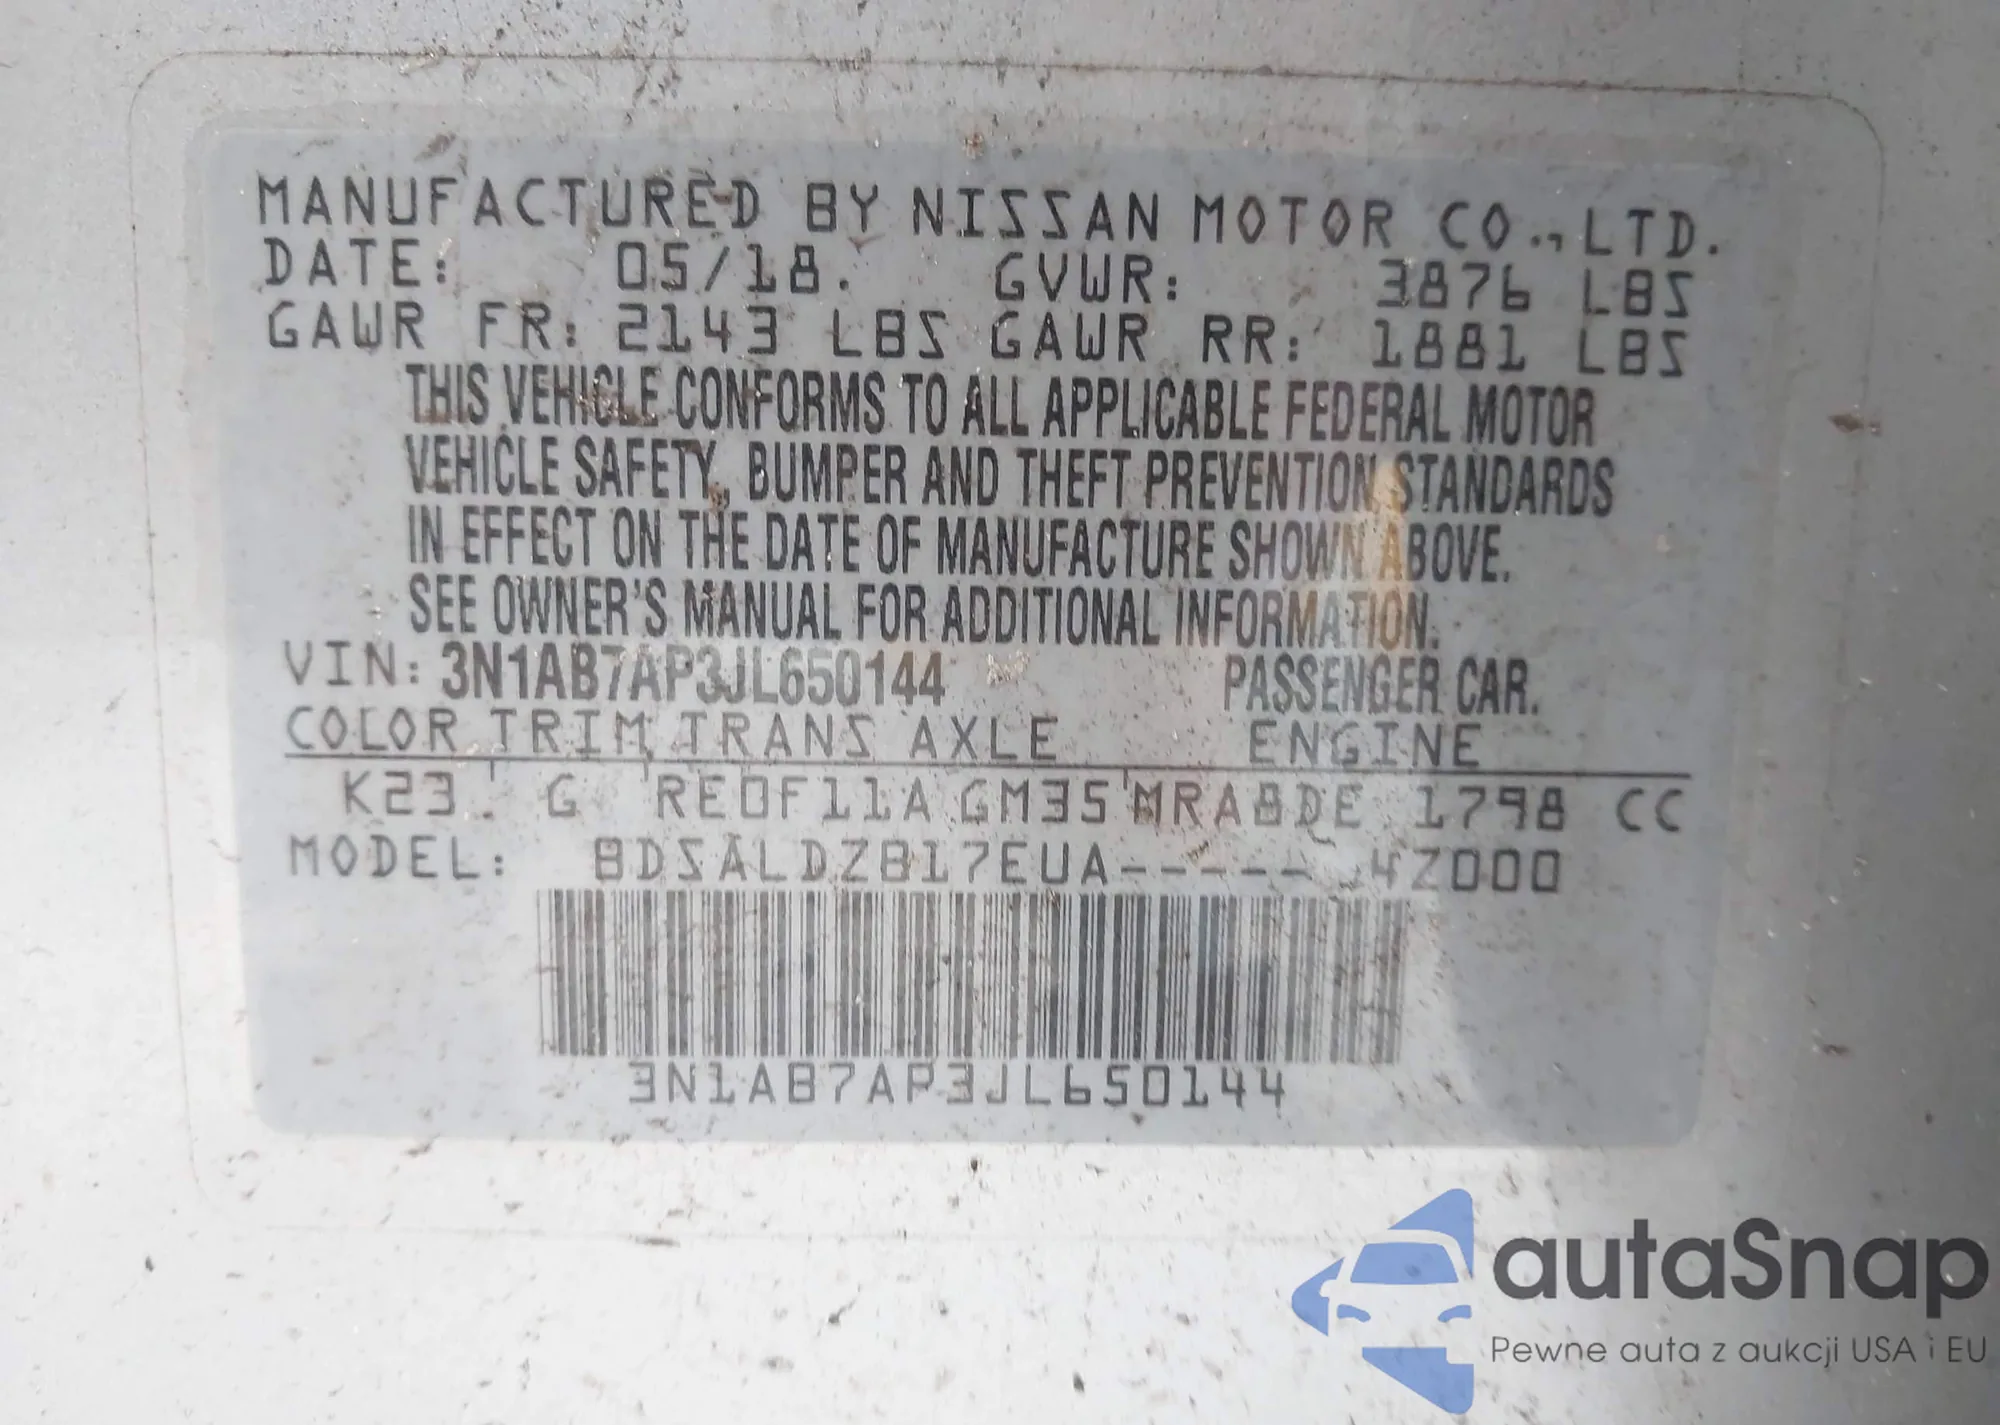 MANUFACTURED BY NISSAN MOTOR CO., LTD.
DATE: 05/18. GVWR: 3876 LBS
GAWR FR: 2143 LBS GAWR RR: 1881 LBS
THIS VEHICLE CONFORMS TO ALL APPLICABLE FEDERAL MOTOR
VEHICLE SAFETY, BUMPER AND THEFT PREVENTION STANDARDS
IN EFFECT ON THE DATE OF MANUFACTURE SHOWN ABOVE.
SEE OWNER'S MANUAL FOR ADDITIONAL INFORMATION.
VIN: 3N1AB7AP3JL650144 PASSENGER CAR.
COLOR TRIM TRANS AXLE ENGINE
K23 G RE0F11A GM35 MRA8DE 1798 CC
MODEL: BDSALDZB17EUA----- 4Z000
3N1AB7AP3JL650144
autaSnap
Pewne auta z aukcji USA i EU